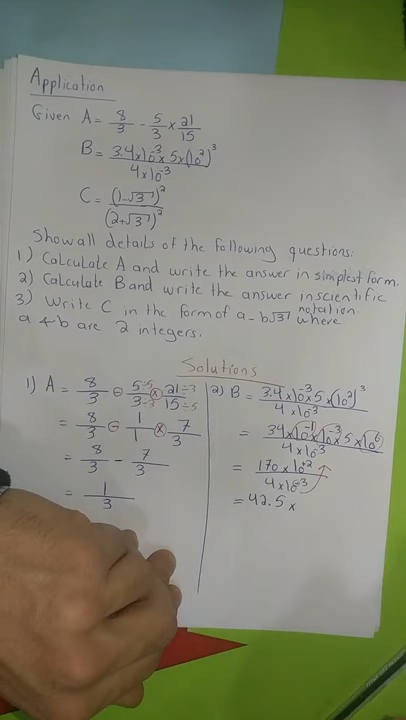 Application
Given A = 8/3 - 5/3 × 21/15
B = 3.4×10^-3×5×(10^2)^3 / 4×10^-3
C = (1-√3)^2 / (2+√3)^2
Show all details of the following questions:
1) Calculate A and write the answer in simplest form.
2) Calculate B and write the answer in scientific notation
3) Write C in the form of a - b√3 where
a & b are 2 integers.
Solutions
1) A = 8/3 ⊖ 5÷5/3÷3 ⊗ 21÷3/15÷5
= 8/3 ⊖ 1/1 ⊗ 7/3
= 8/3 - 7/3
= 1/3
2) B = 3.4×10^-3×5×(10^2)^3 / 4×10^-3
= 34×10^-1×10^-3×5×10^6 / 4×10^-3
= 170×10^2 / 4×10^-3
= 42.5 ×